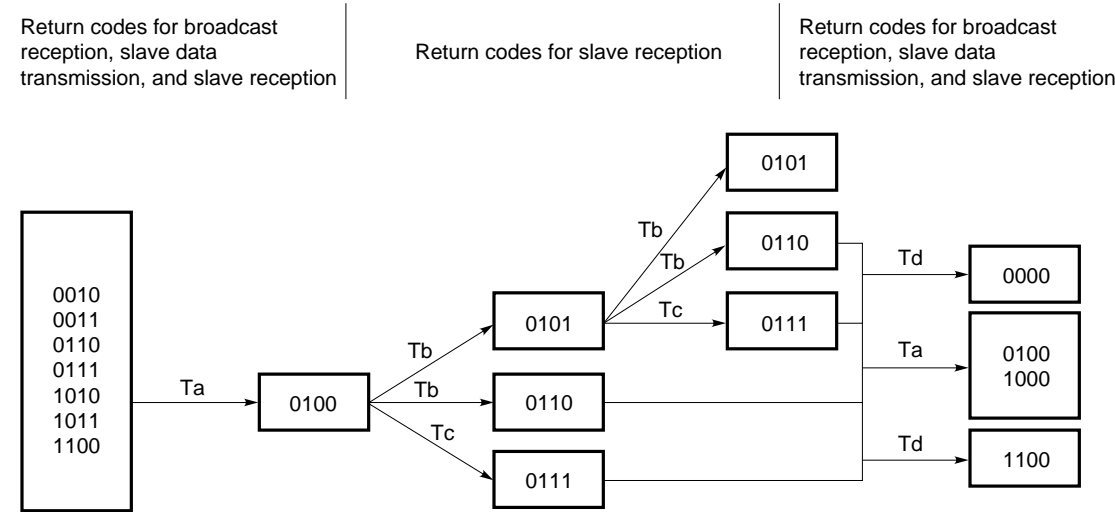 Return codes for broadcast
reception, slave data
transmission, and slave reception
Return codes for slave reception
Return codes for broadcast
reception, slave data
transmission, and slave reception
0010
0011
0110
0111
1010
1011
1100
Ta
0100
Tb
Tb
Tc
0101
0110
0111
Tb
Tb
Tc
0101
0110
0111
Td
Ta
Td
0000
0100
1000
1100